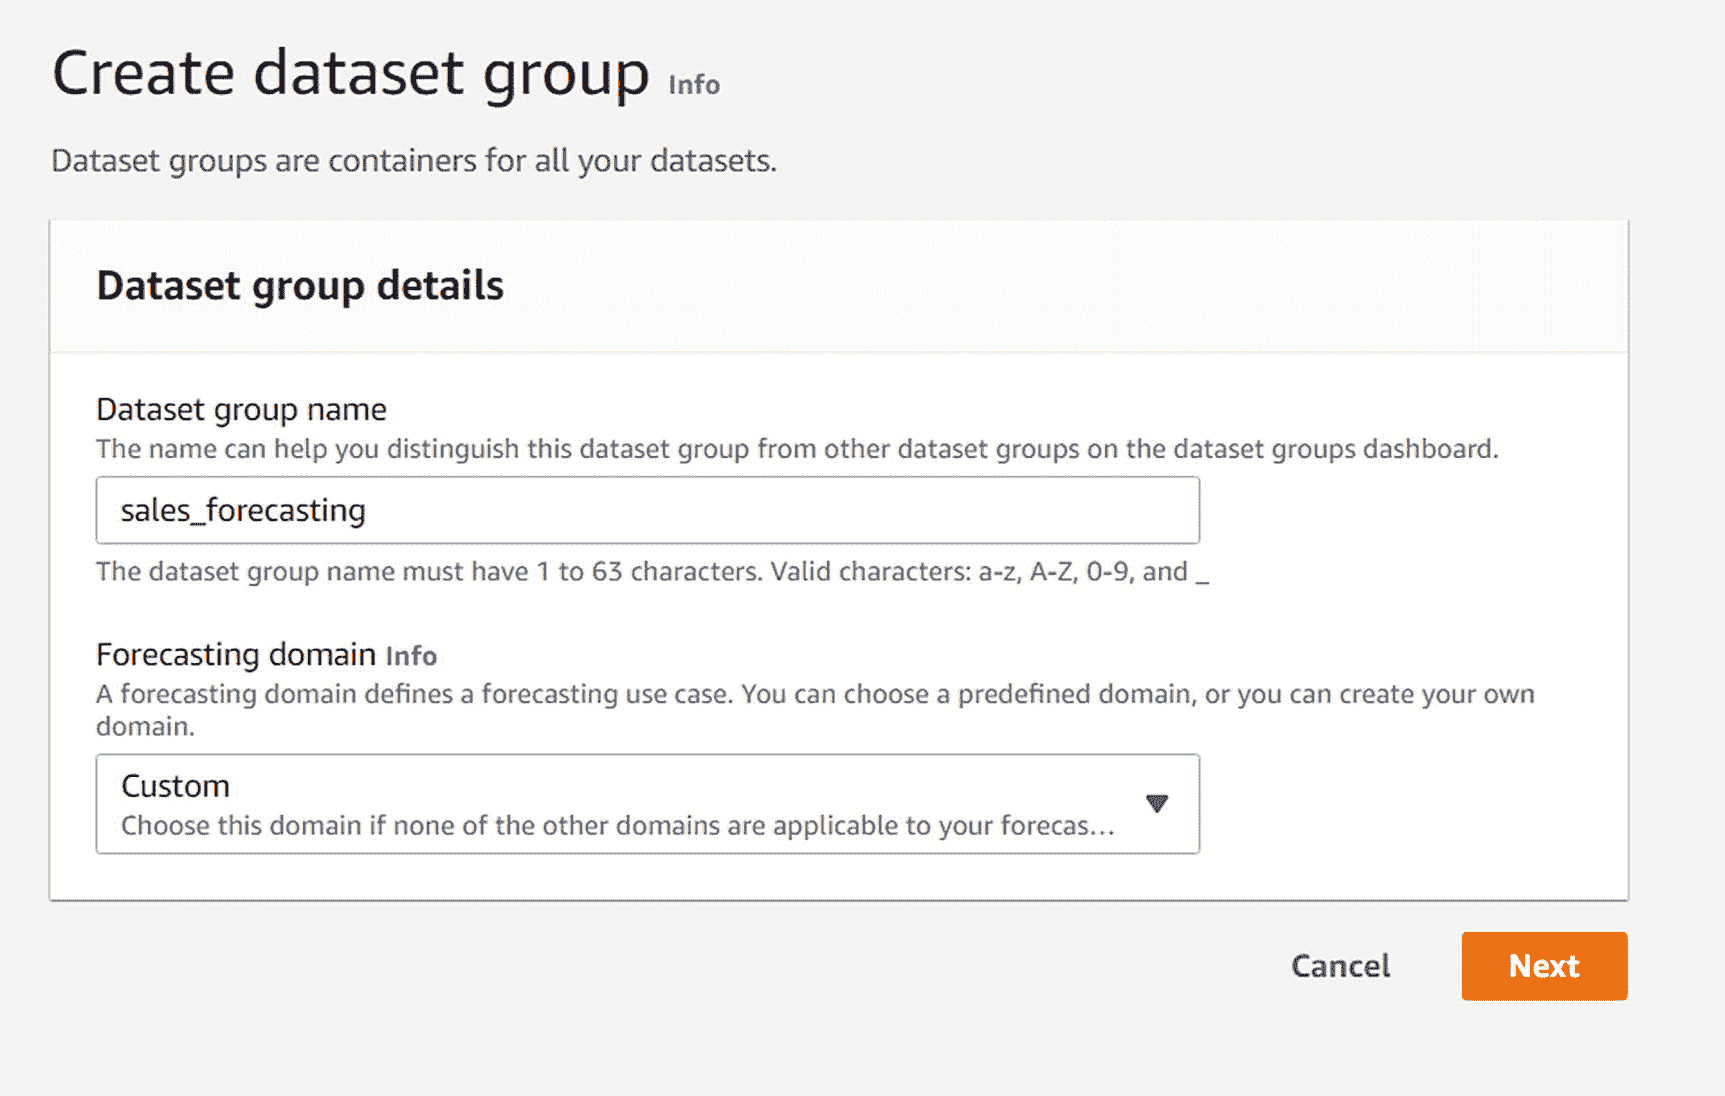 Create dataset group Info
Dataset groups are containers for all your datasets.
Dataset group details
Dataset group name
The name can help you distinguish this dataset group from other dataset groups on the dataset groups dashboard.
sales_forecasting
The dataset group name must have 1 to 63 characters. Valid characters: a-z, A-Z, 0-9, and _
Forecasting domain Info
A forecasting domain defines a forecasting use case. You can choose a predefined domain, or you can create your own
domain.
Custom
Choose this domain if none of the other domains are applicable to your forecas...
Cancel Next